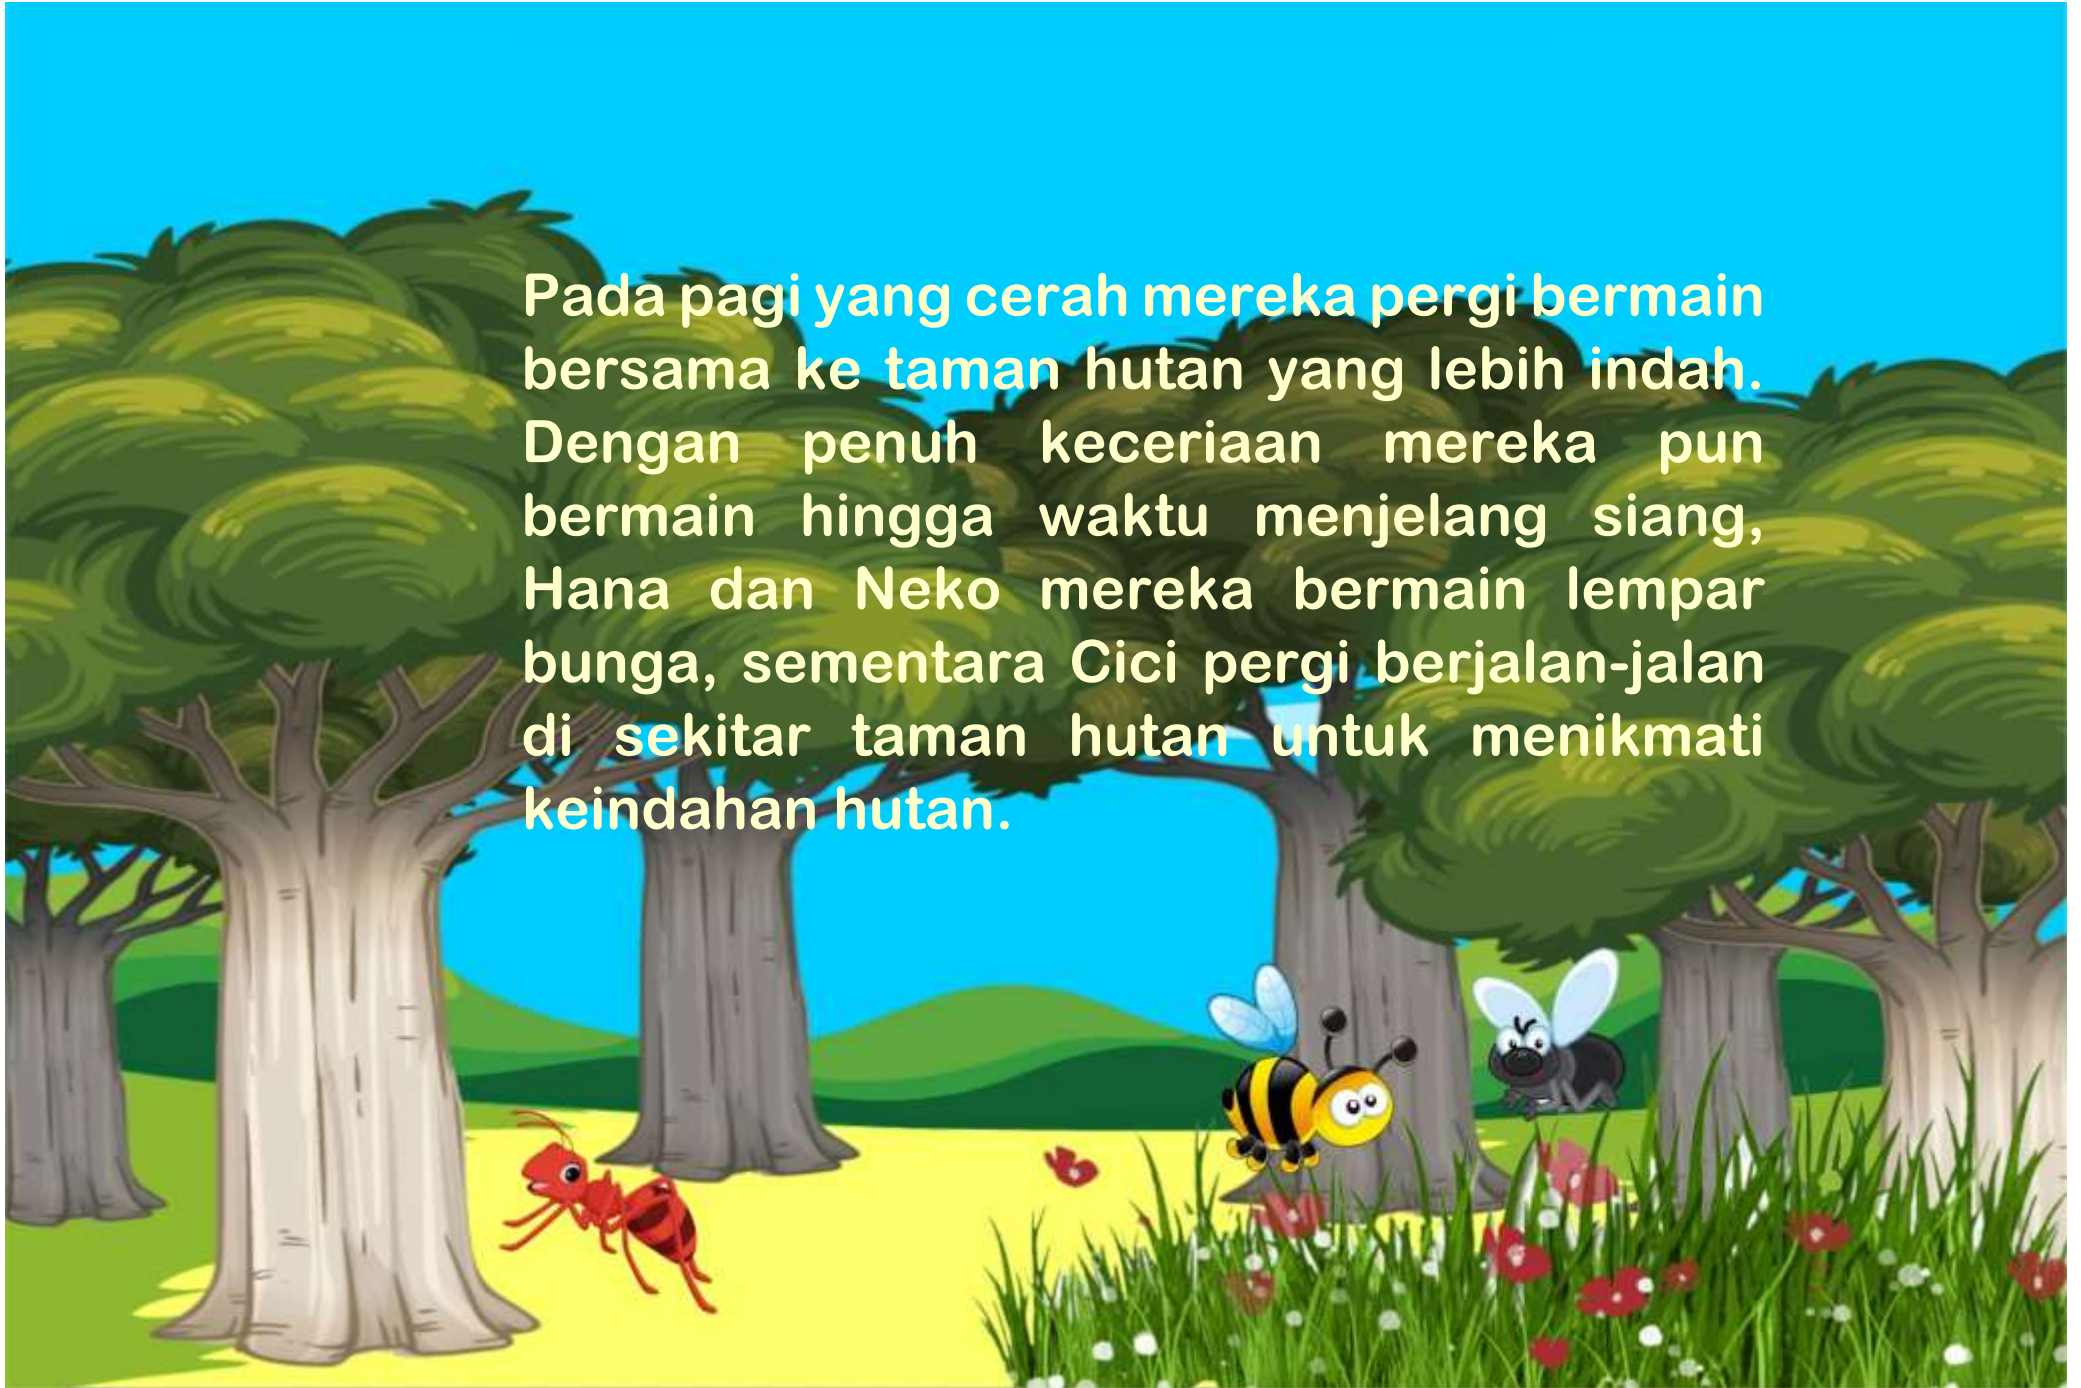 Pada pagi yang cerah mereka pergi bermain
bersama ke taman hutan yang lebih indah.
Dengan penuh keceriaan mereka pun
bermain hingga waktu menjelang siang,
Hana dan Neko mereka bermain lempar
bunga, sementara Cici pergi berjalan-jalan
di sekitar taman hutan untuk menikmati
keindahan hutan.